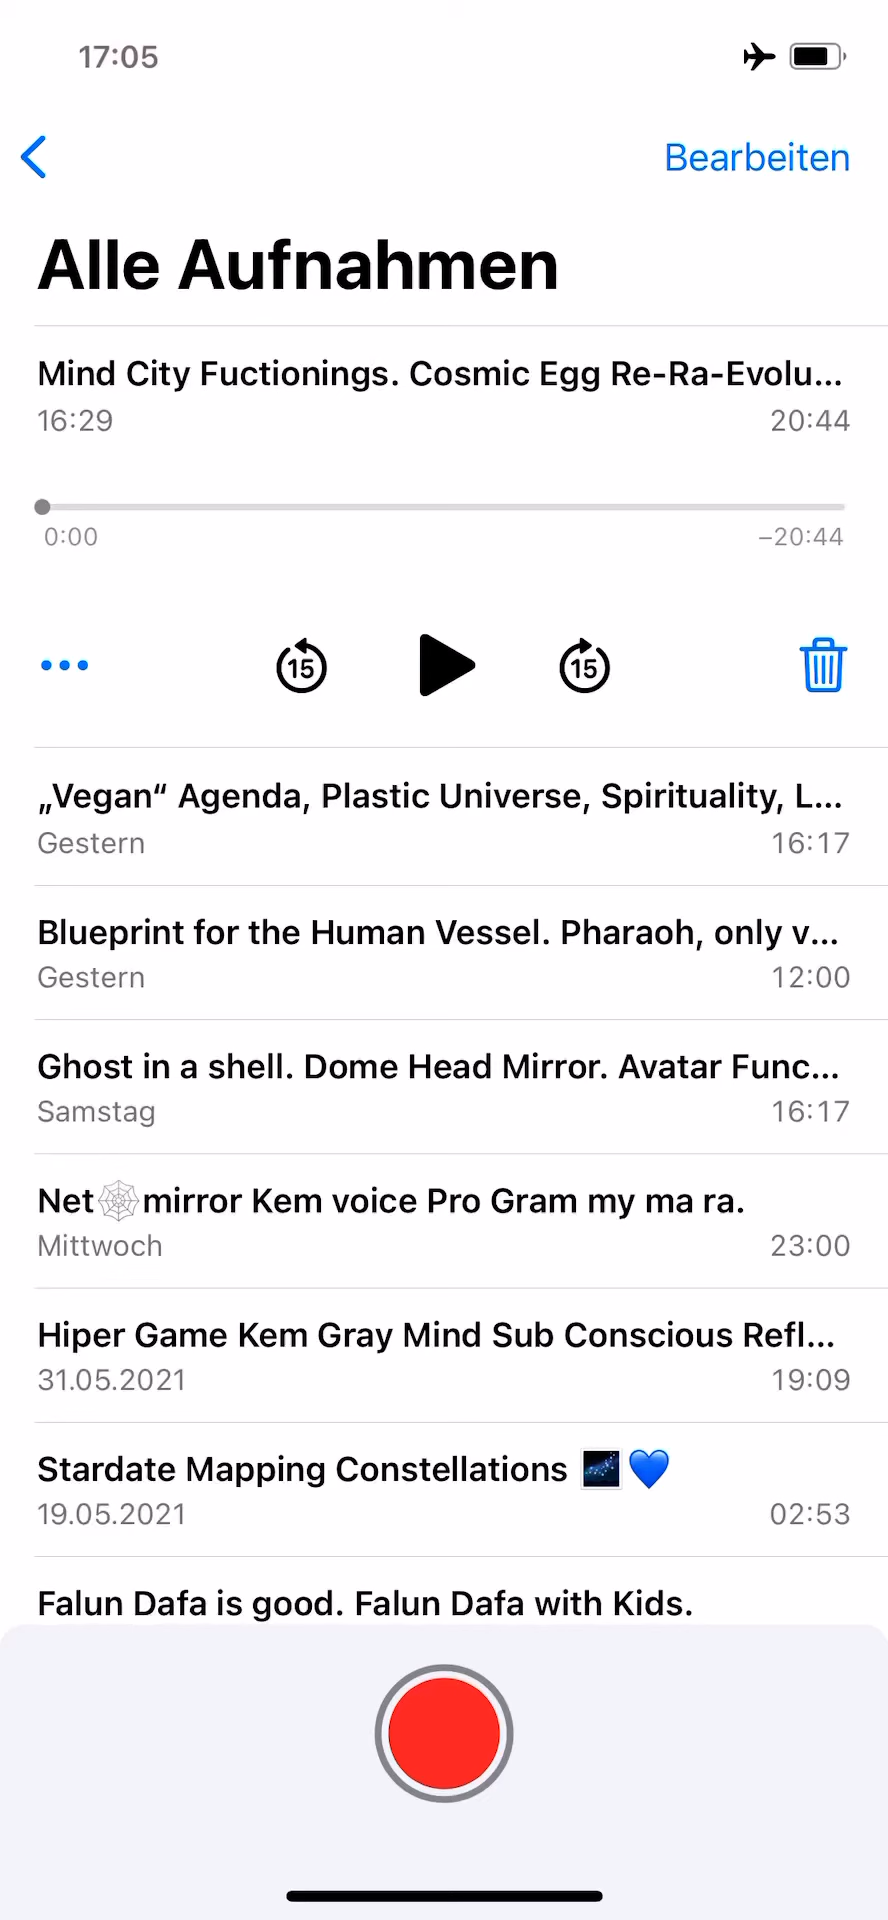 17:05
Bearbeiten
Alle Aufnahmen
Mind City Fuctionings. Cosmic Egg Re-Ra-Evolu...
16:29 20:44
0:00 –20:44
15 15
„Vegan“ Agenda, Plastic Universe, Spirituality, L...
Gestern 16:17
Blueprint for the Human Vessel. Pharaoh, only v...
Gestern 12:00
Ghost in a shell. Dome Head Mirror. Avatar Func...
Samstag 16:17
Net🕸mirror Kem voice Pro Gram my ma ra.
Mittwoch 23:00
Hiper Game Kem Gray Mind Sub Conscious Refl...
31.05.2021 19:09
Stardate Mapping Constellations 🌌💙
19.05.2021 02:53
Falun Dafa is good. Falun Dafa with Kids.